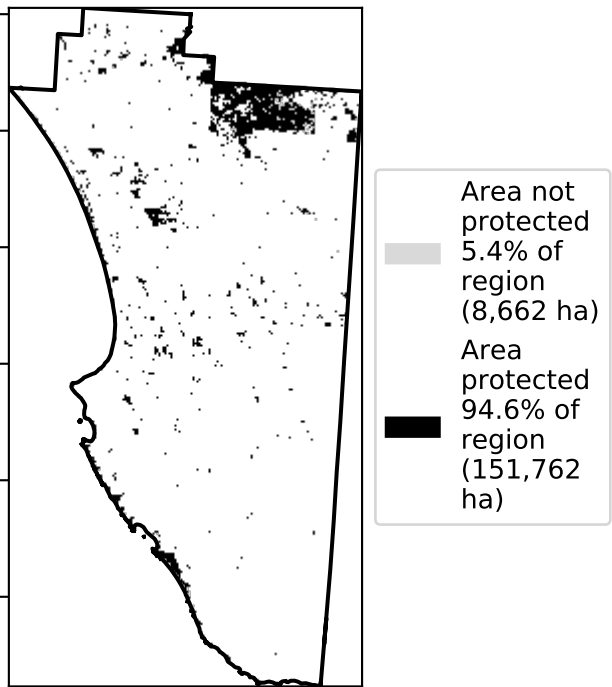 Area not
protected
5.4% of
region
(8,662 ha)
Area
protected
94.6% of
region
(151,762
ha)